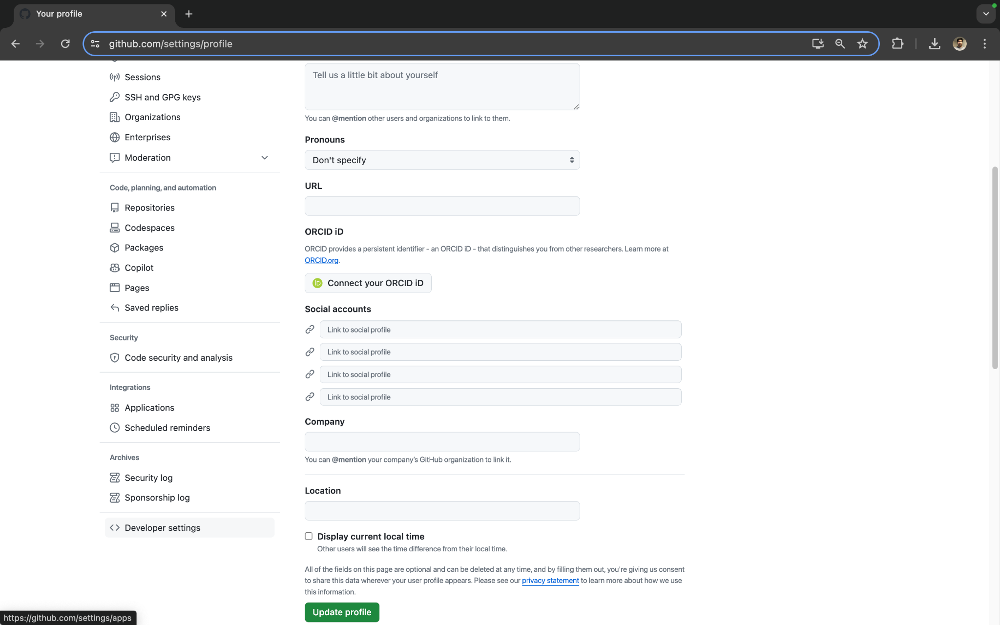 Your profile
github.com/settings/profile
Sessions
SSH and GPG keys
Organizations
Enterprises
Moderation
Code, planning, and automation
Repositories
Codespaces
Packages
Copilot
Pages
Saved replies
Security
Code security and analysis
Integrations
Applications
Scheduled reminders
Archives
Security log
Sponsorship log
Developer settings
Tell us a little bit about yourself
You can @mention other users and organizations to link to them.
Pronouns
Don't specify
URL
ORCID iD
ORCID provides a persistent identifier - an ORCID iD - that distinguishes you from other researchers. Learn more at
ORCID.org.
iD Connect your ORCID iD
Social accounts
Link to social profile
Link to social profile
Link to social profile
Link to social profile
Company
You can @mention your company's GitHub organization to link it.
Location
Display current local time
Other users will see the time difference from their local time.
All of the fields on this page are optional and can be deleted at any time, and by filling them out, you're giving us consent
to share this data wherever your user profile appears. Please see our privacy statement to learn more about how we use
this information.
Update profile
https://github.com/settings/apps